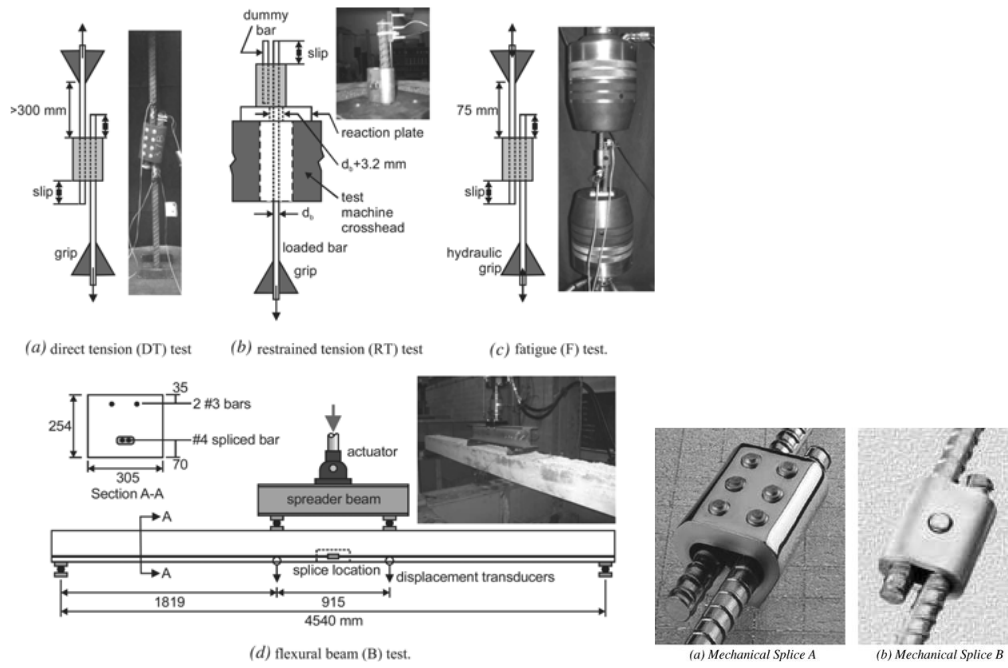 dummy
bar
slip
>300 mm
slip
grip
reaction plate
d_b+3.2 mm
test
machine
crosshead
d_b
loaded bar
grip
75 mm
slip
hydraulic
grip
(a) direct tension (DT) test
(b) restrained tension (RT) test
(c) fatigue (F) test.
35
2 #3 bars
254
#4 spliced bar
305
70
Section A-A
actuator
spreader beam
A
A
splice location
displacement transducers
1819
915
4540 mm
(d) flexural beam (B) test.
(a) Mechanical Splice A
(b) Mechanical Splice B